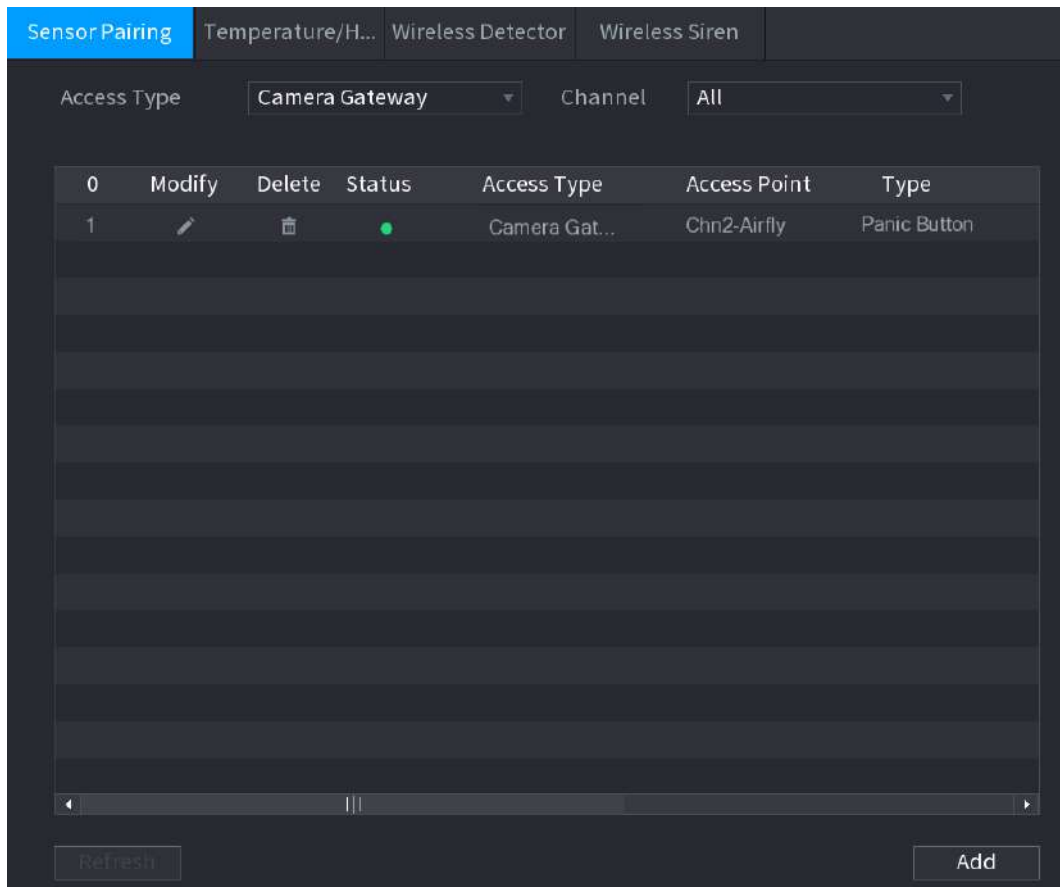 Sensor Pairing Temperature/H... Wireless Detector Wireless Siren
Access Type Camera Gateway Channel All
0 Modify Delete Status Access Type Access Point Type
1 Camera Gat... Chn2-Airfly Panic Button
Refresh Add